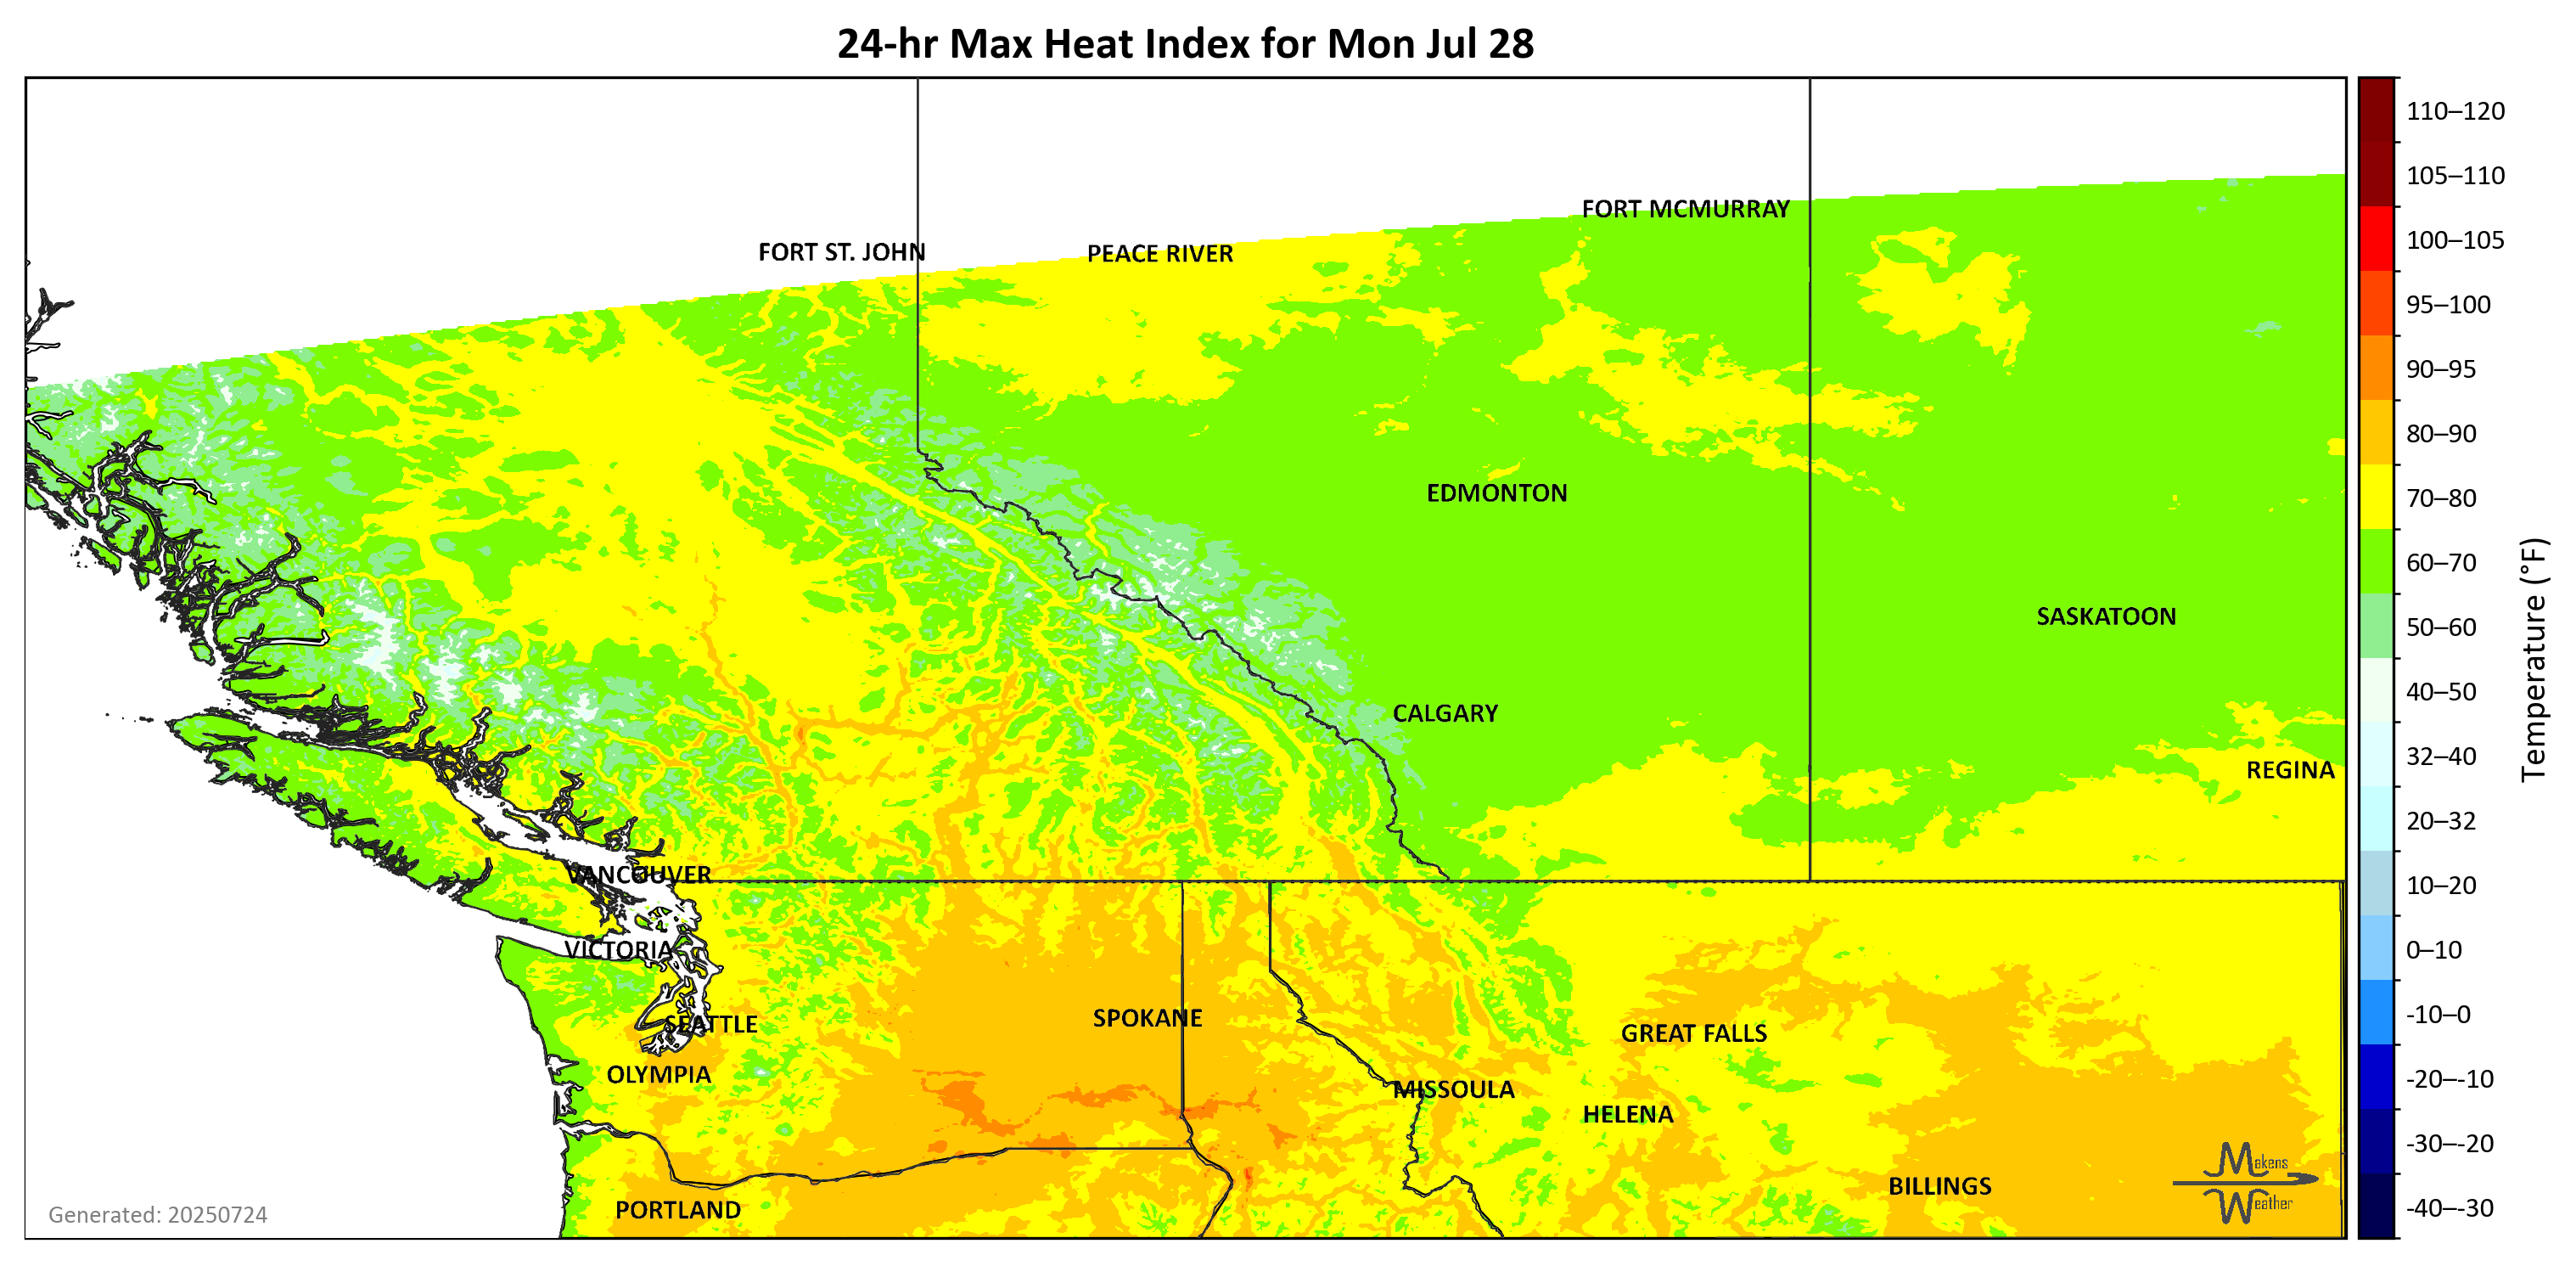 24-hr Max Heat Index for Mon Jul 28
FORT MCMURRAY
FORT ST. JOHN
PEACE RIVER
EDMONTON
SASKATOON
CALGARY
REGINA
VANCOUVER
VICTORIA
SEATTLE
SPOKANE
GREAT FALLS
OLYMPIA
MISSOULA
HELENA
BILLINGS
PORTLAND
Makens
Weather
Generated: 20250724
110–120
105–110
100–105
95–100
90–95
80–90
70–80
60–70
50–60
40–50
32–40
20–32
10–20
0–10
-10–0
-20–-10
-30–-20
-40–-30
Temperature (°F)